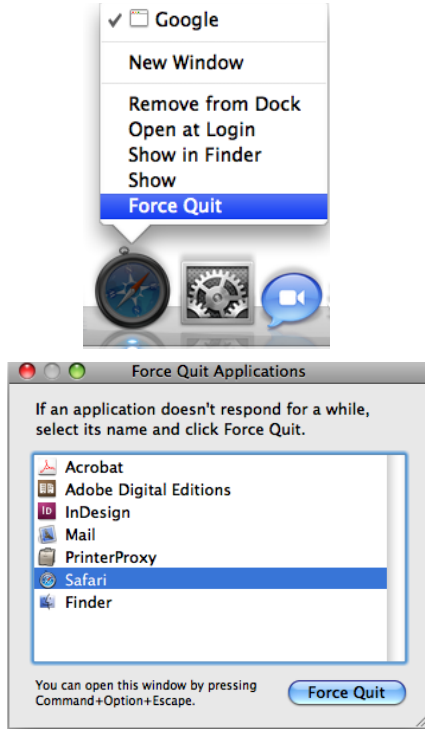 ✓ Google
New Window
Remove from Dock
Open at Login
Show in Finder
Show
Force Quit
Force Quit Applications
If an application doesn't respond for a while,
select its name and click Force Quit.
Acrobat
Adobe Digital Editions
ID InDesign
Mail
PrinterProxy
Safari
Finder
You can open this window by pressing
Command+Option+Escape.
Force Quit